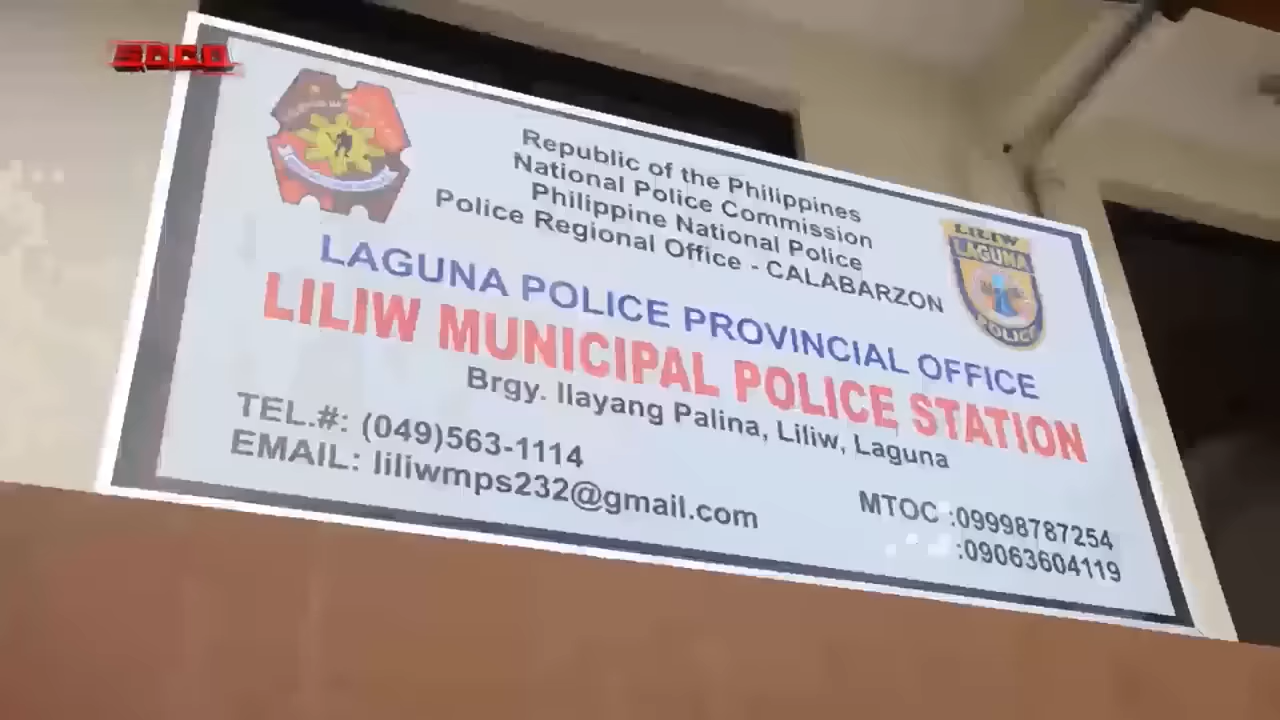 SOCO
Republic of the Philippines
National Police Commission
Philippine National Police
Police Regional Office - CALABARZON
LILIW
LAGUNA
POLICE
LAGUNA POLICE PROVINCIAL OFFICE
LILIW MUNICIPAL POLICE STATION
Brgy. Ilayang Palina, Liliw, Laguna
TEL.#: (049)563-1114
EMAIL: liliwmps232@gmail.com
MTOC :09998787254
:09063604119